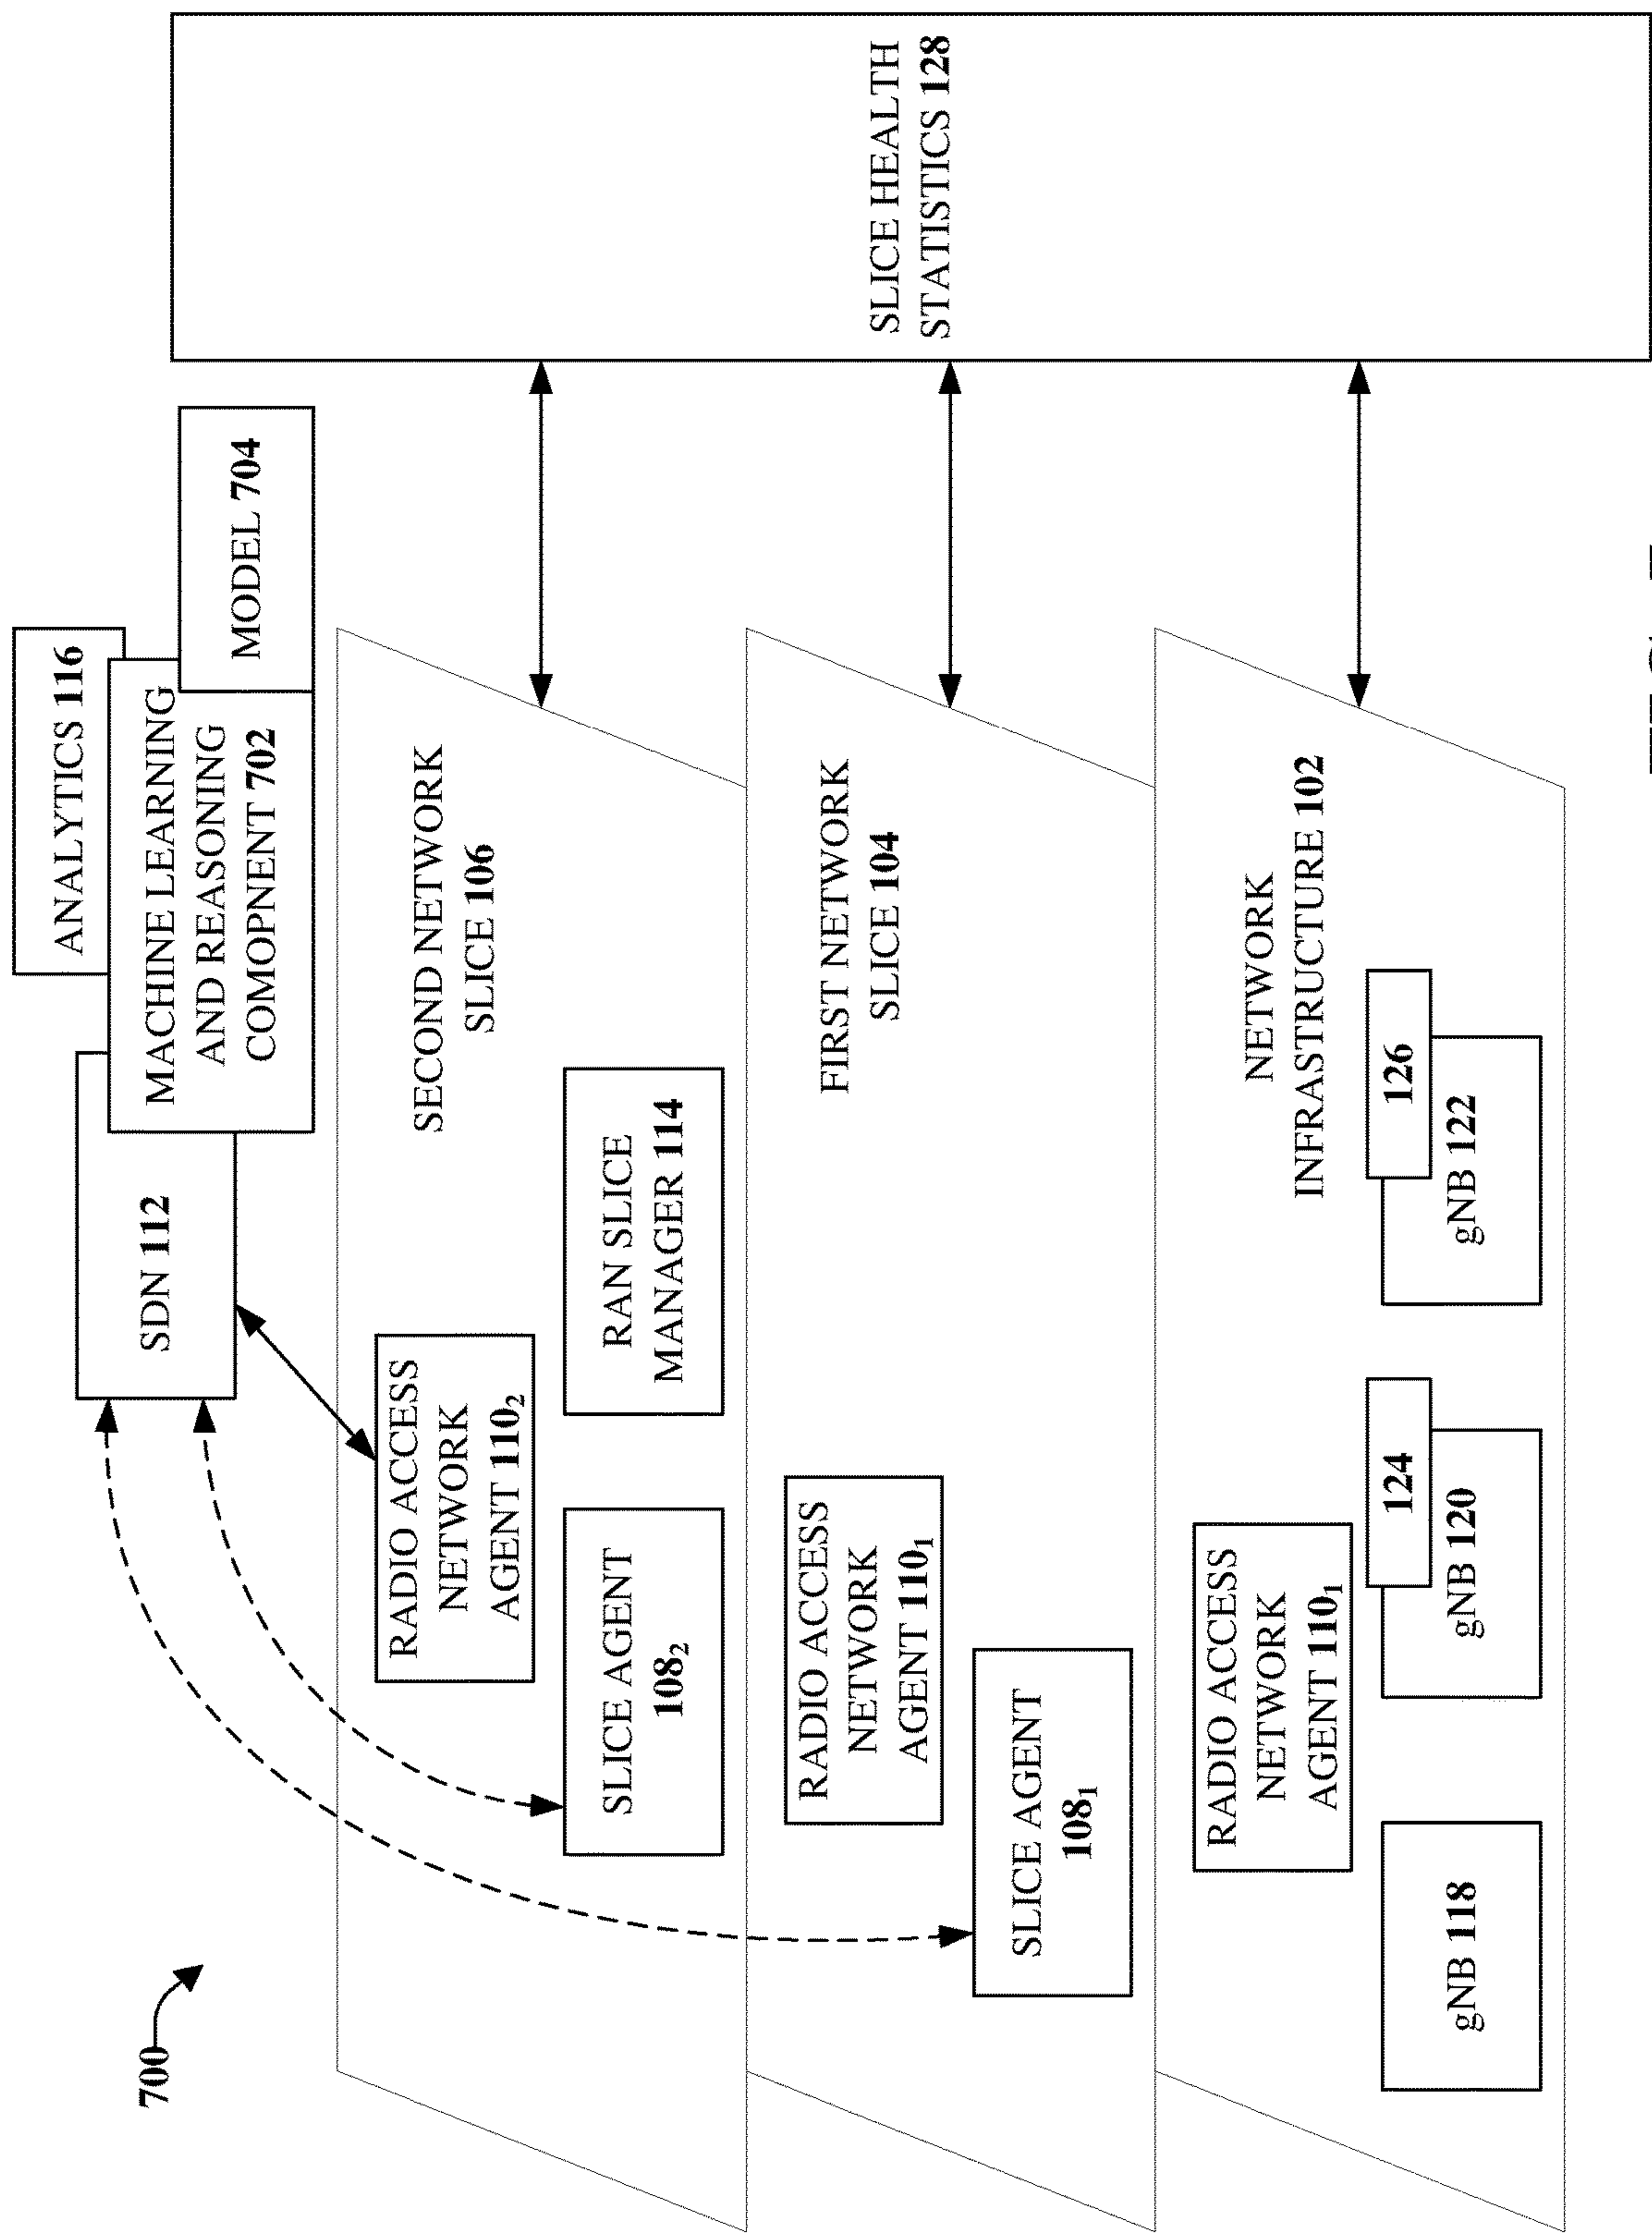 700
ANALYTICS 116
SDN 112
MACHINE LEARNING
AND REASONING
COMOPNENT 702
MODEL 704
SECOND NETWORK
SLICE 106
RADIO ACCESS
NETWORK
AGENT 110₂
SLICE AGENT
108₂
RAN SLICE
MANAGER 114
FIRST NETWORK
SLICE 104
RADIO ACCESS
NETWORK
AGENT 110₁
SLICE AGENT
108₁
NETWORK
INFRASTRUCTURE 102
RADIO ACCESS
NETWORK
AGENT 110₁
gNB 118
124
gNB 120
126
gNB 122
SLICE HEALTH
STATISTICS 128